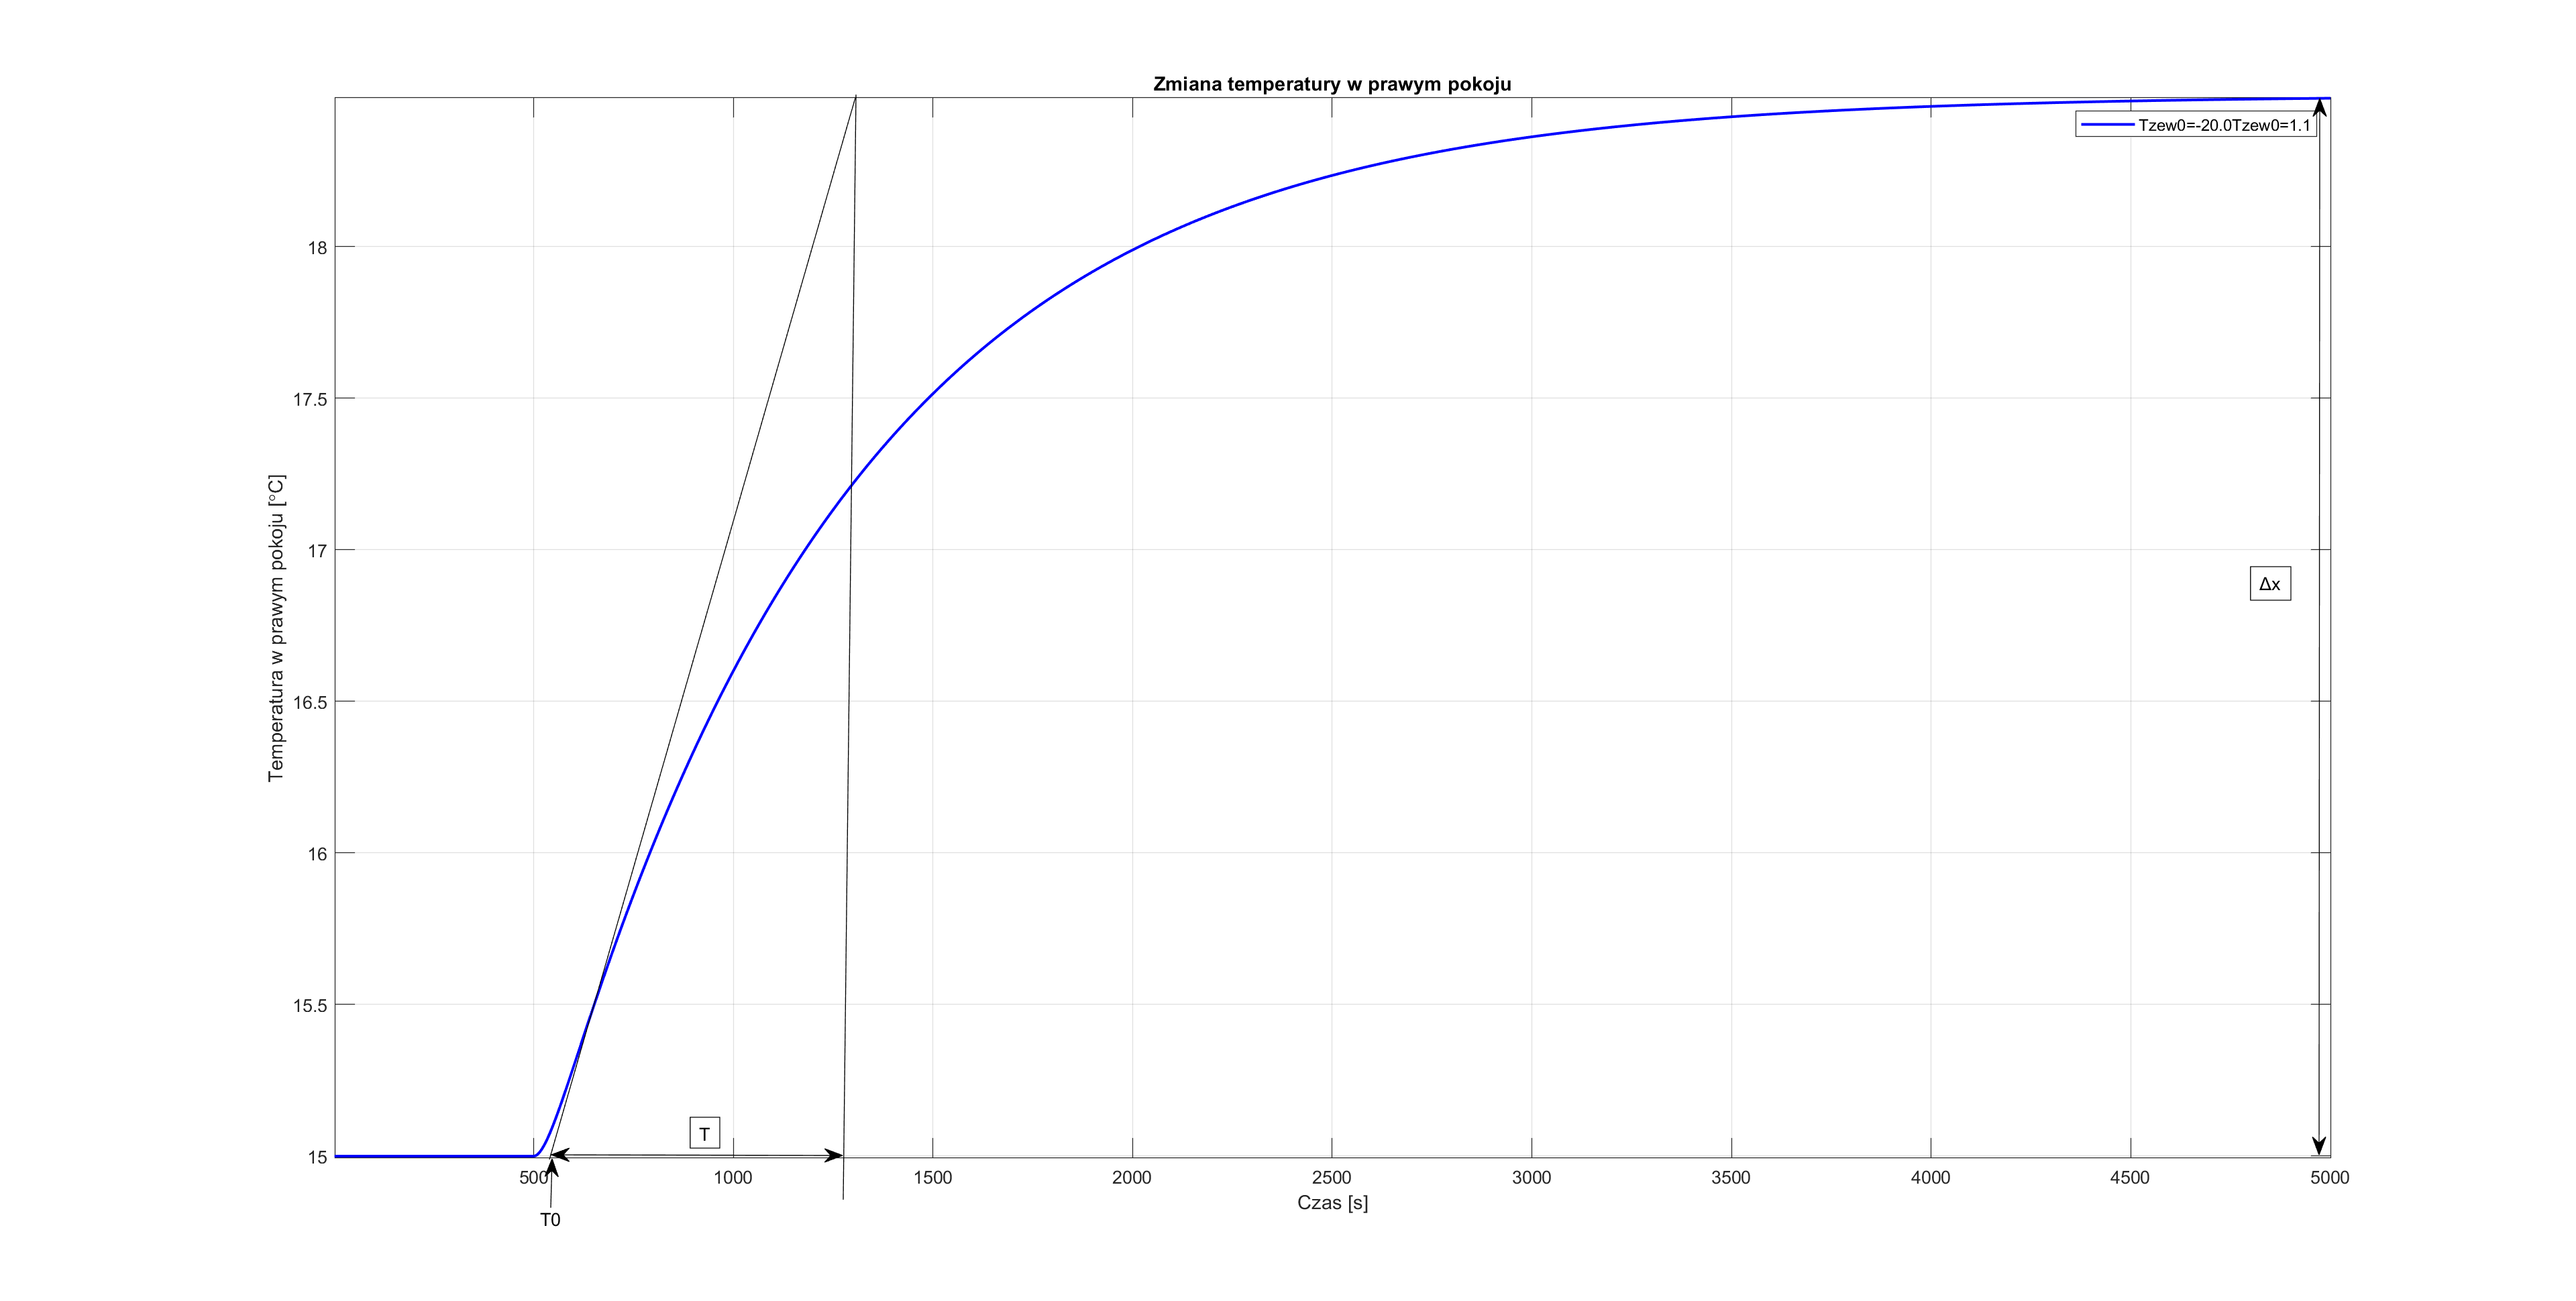 Zmiana temperatury w prawym pokoju
Tzew0=-20.0Tzew0=1.1
18
17.5
17
16.5
16
15.5
15
Temperatura w prawym pokoju [°C]
Δx
T
500
1000
1500
2000
2500
3000
3500
4000
4500
5000
Czas [s]
T0